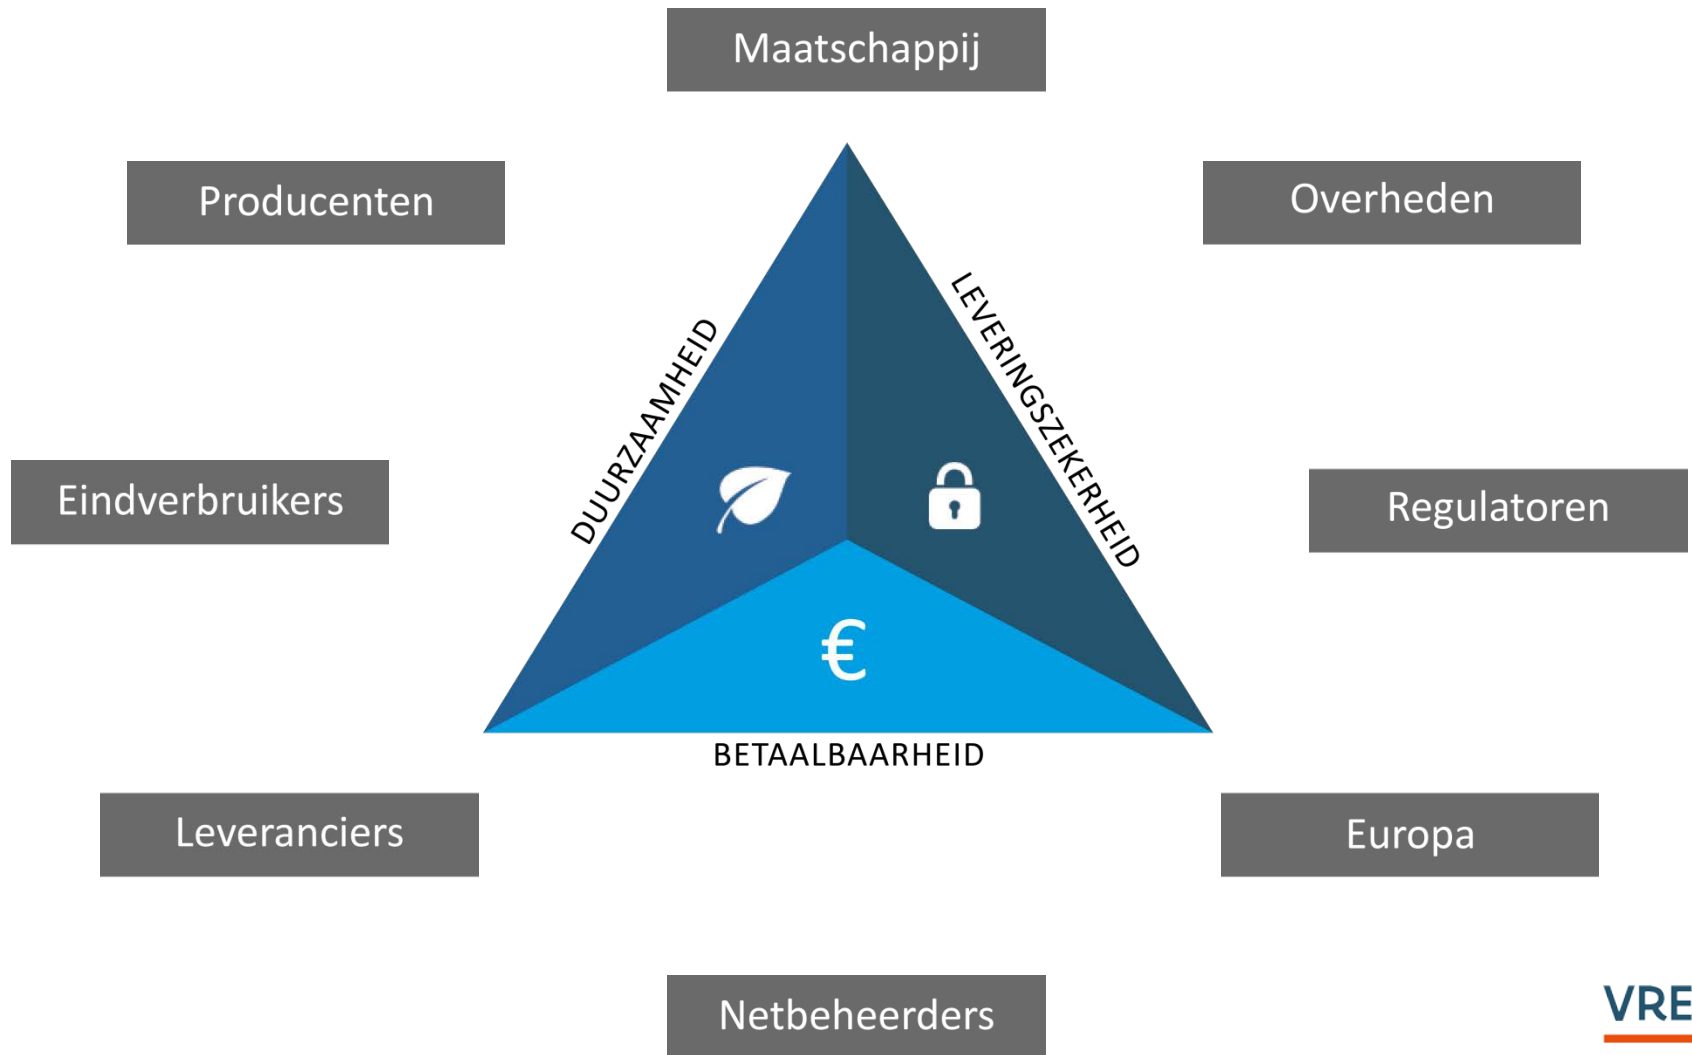 Maatschappij
Producenten
Overheden
DUURZAAMHEID
LEVERINGSZEKERHEID
Eindverbruikers
Regulatoren
€
BETAALBAARHEID
Leveranciers
Europa
Netbeheerders
VRE